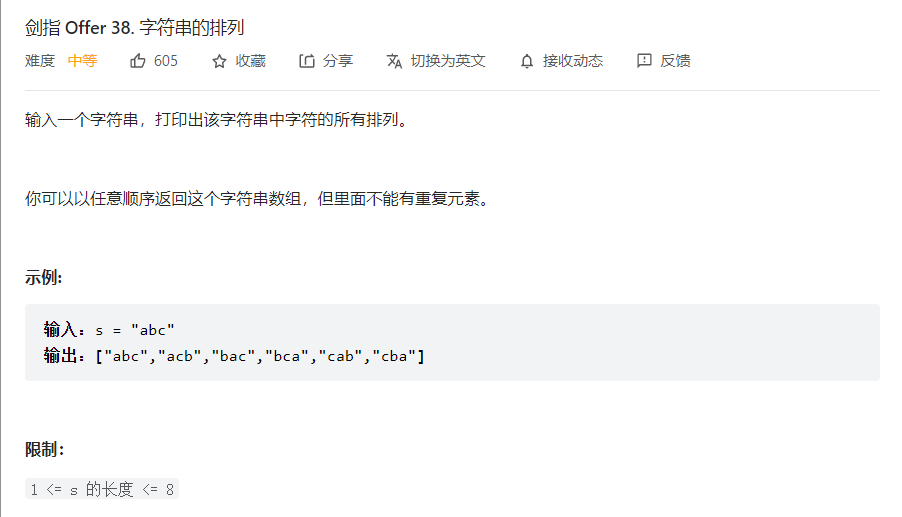 剑指 Offer 38. 字符串的排列
难度 中等 605 收藏 分享 切换为英文 接收动态 反馈
输入一个字符串，打印出该字符串中字符的所有排列。
你可以以任意顺序返回这个字符串数组，但里面不能有重复元素。
示例:
输入：s = "abc"
输出：["abc","acb","bac","bca","cab","cba"]
限制：
1 <= s 的长度 <= 8